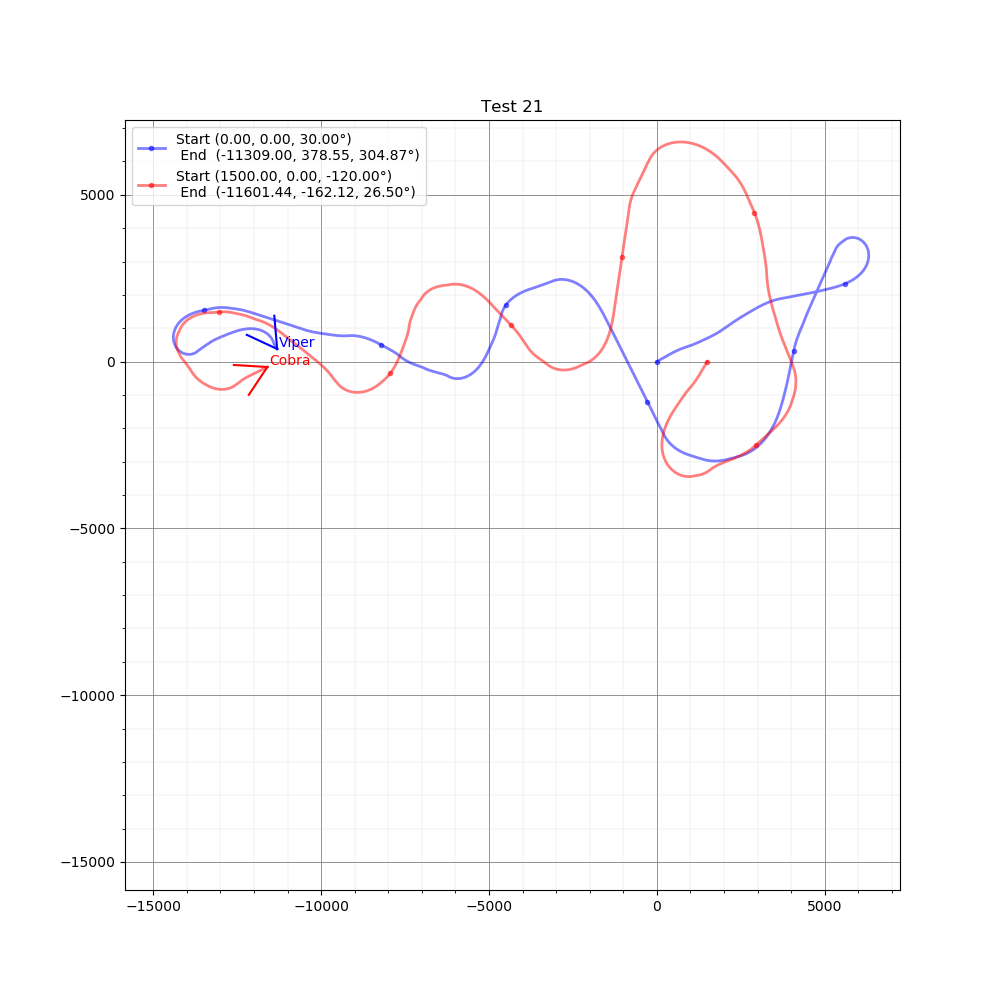 Test 21
Start (0.00, 0.00, 30.00°)
End  (-11309.00, 378.55, 304.87°)
Start (1500.00, 0.00, -120.00°)
End  (-11601.44, -162.12, 26.50°)
5000
0
−5000
−10000
−15000
Viper
Cobra
−15000 −10000 −5000 0 5000